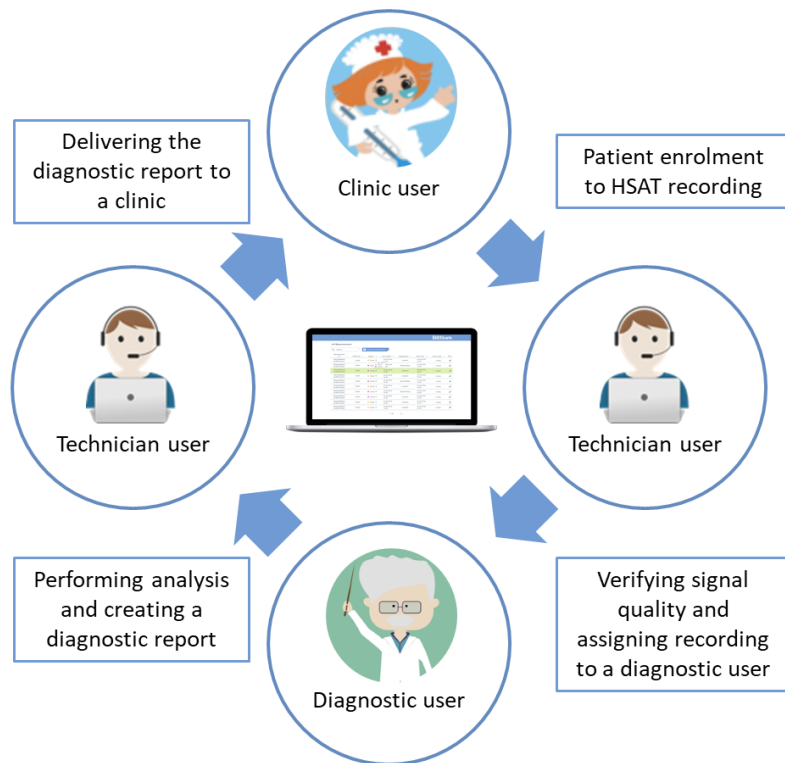 Clinic user
Delivering the
diagnostic report to
a clinic
Patient enrolment
to HSAT recording
Technician user
Technician user
Performing analysis
and creating a
diagnostic report
Diagnostic user
Verifying signal
quality and
assigning recording
to a diagnostic user